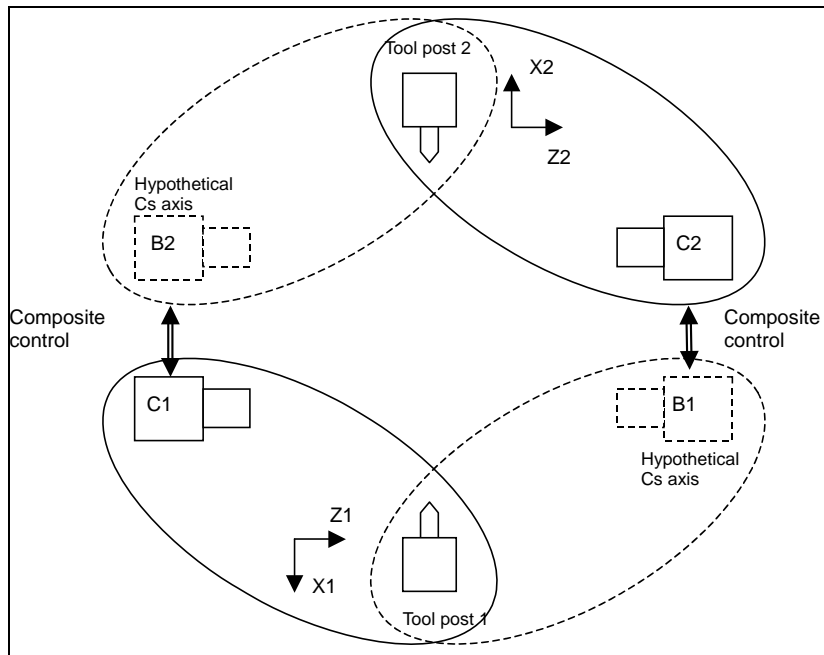 Tool post 2
X2
Z2
Hypothetical
Cs axis
B2
C2
Composite
control
Composite
control
C1
B1
Hypothetical
Cs axis
Z1
X1
Tool post 1